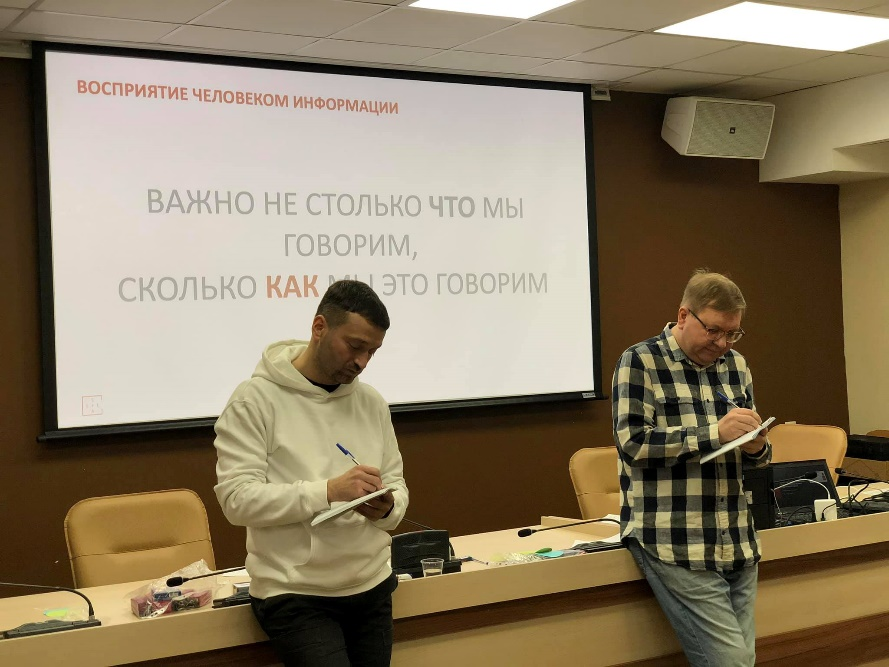 ВОСПРИЯТИЕ ЧЕЛОВЕКОМ ИНФОРМАЦИИ
ВАЖНО НЕ СТОЛЬКО ЧТО МЫ
ГОВОРИМ,
СКОЛЬКО КАК МЫ ЭТО ГОВОРИМ